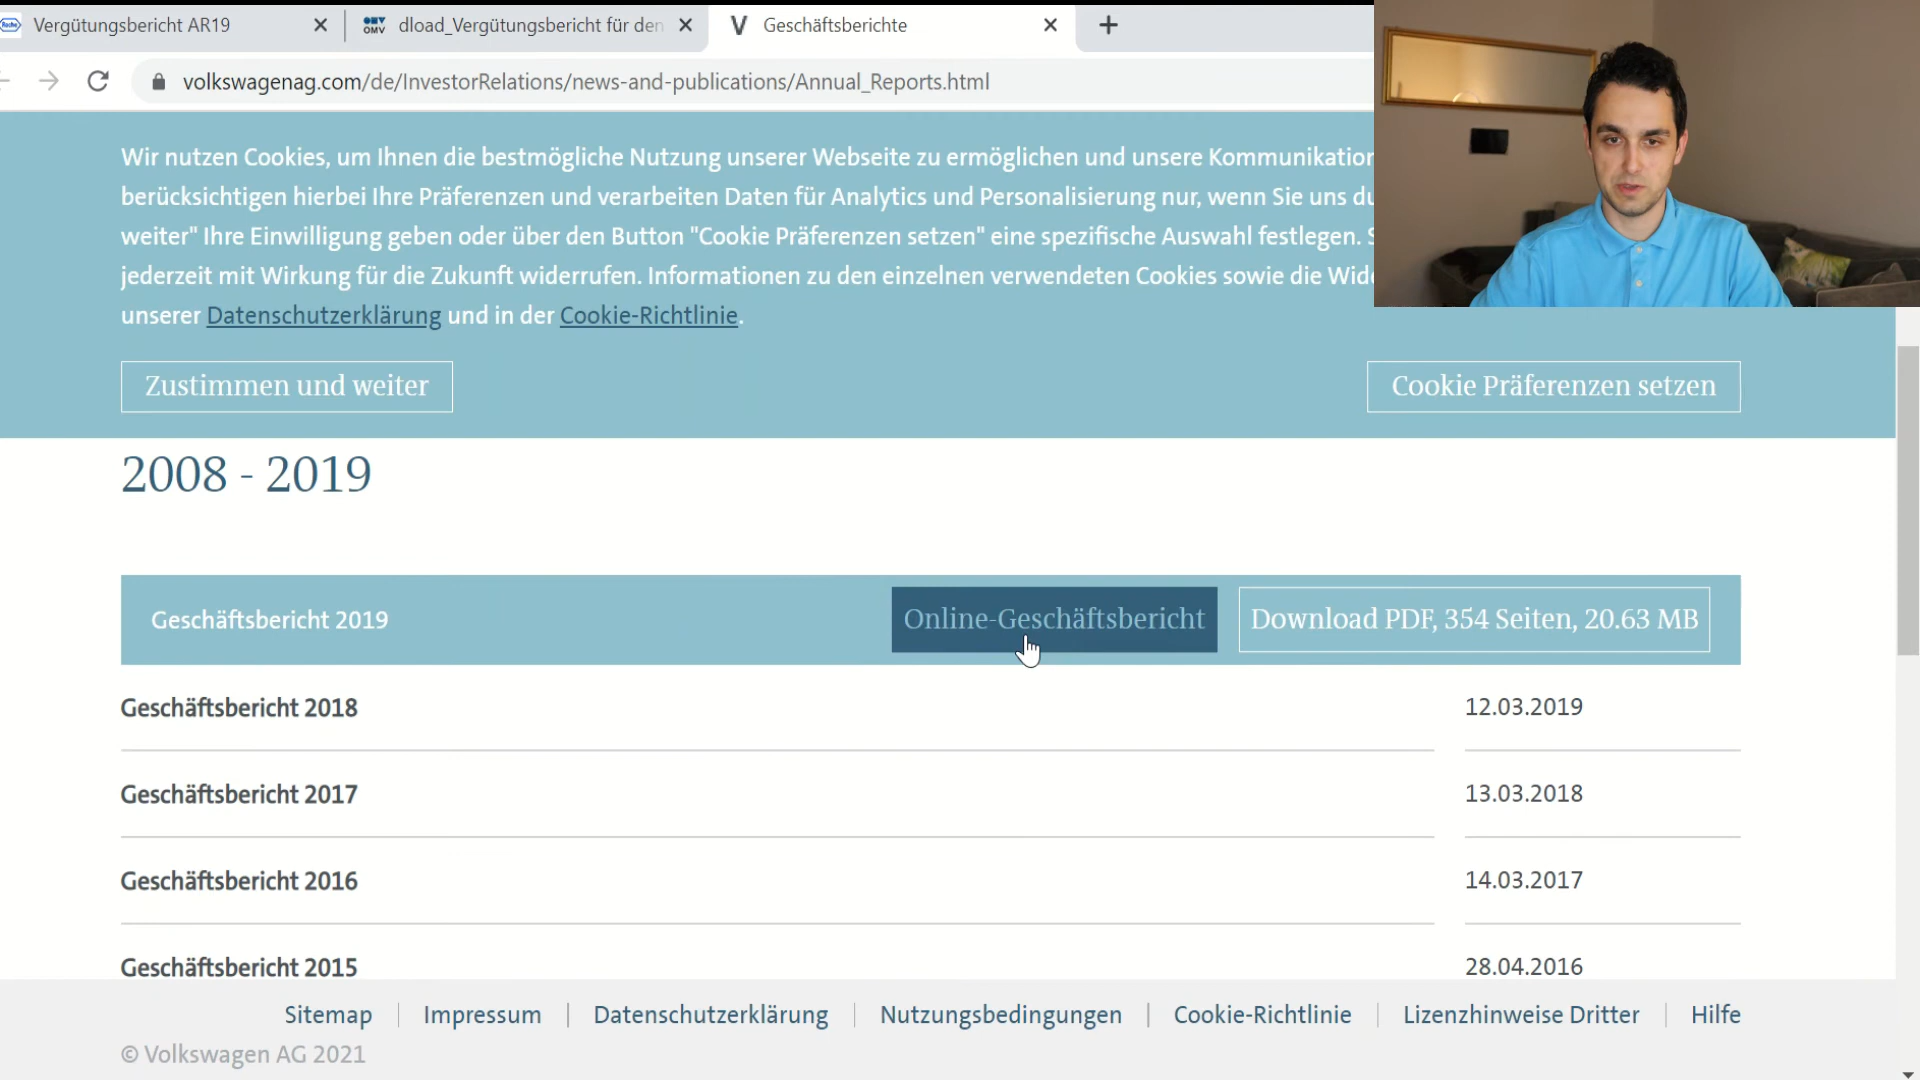 Vergütungsbericht AR19
OMV dload_Vergütungsbericht für den
Geschäftsberichte
volkswagenag.com/de/InvestorRelations/news-and-publications/Annual_Reports.html
Wir nutzen Cookies, um Ihnen die bestmögliche Nutzung unserer Webseite zu ermöglichen und unsere Kommunikation
berücksichtigen hierbei Ihre Präferenzen und verarbeiten Daten für Analytics und Personalisierung nur, wenn Sie uns
weiter" Ihre Einwilligung geben oder über den Button "Cookie Präferenzen setzen" eine spezifische Auswahl festlegen.
jederzeit mit Wirkung für die Zukunft widerrufen. Informationen zu den einzelnen verwendeten Cookies sowie die
unserer Datenschutzerklärung und in der Cookie-Richtlinie.
Zustimmen und weiter
Cookie Präferenzen setzen
2008 - 2019
Geschäftsbericht 2019
Online-Geschäftsbericht
Download PDF, 354 Seiten, 20.63 MB
Geschäftsbericht 2018
12.03.2019
Geschäftsbericht 2017
13.03.2018
Geschäftsbericht 2016
14.03.2017
Geschäftsbericht 2015
28.04.2016
Sitemap | Impressum | Datenschutzerklärung | Nutzungsbedingungen | Cookie-Richtlinie | Lizenzhinweise Dritter | Hilfe
© Volkswagen AG 2021